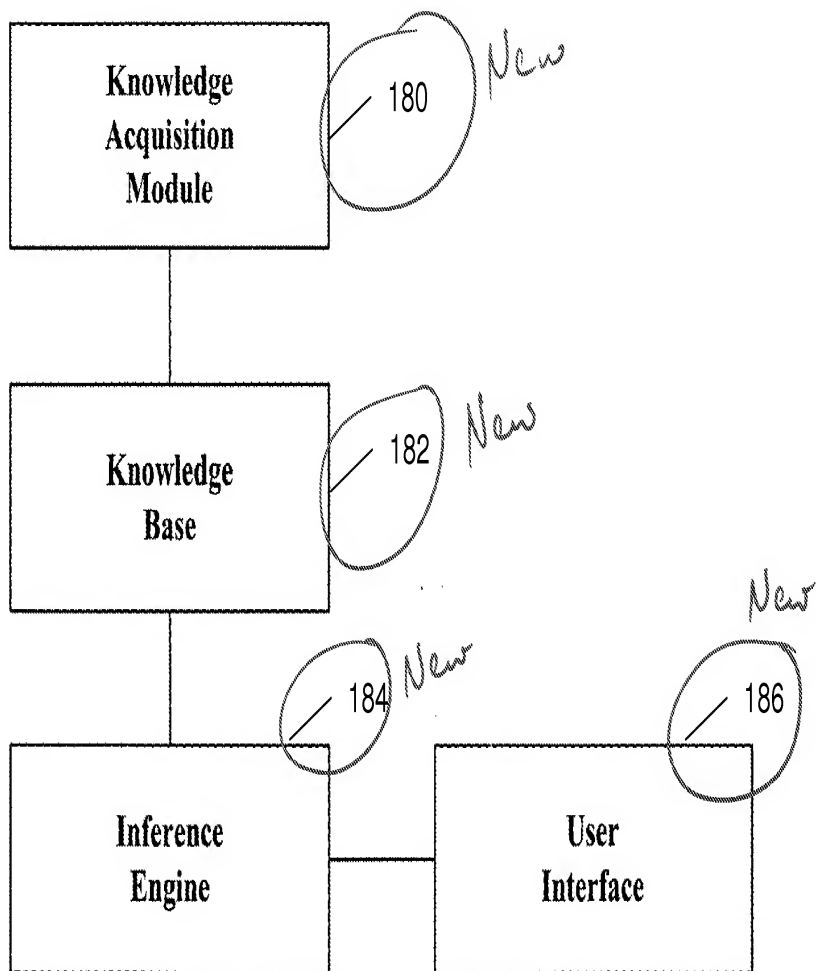 Knowledge
Acquisition
Module
180
New
Knowledge
Base
182
New
Inference
Engine
184
New
User
Interface
186
New